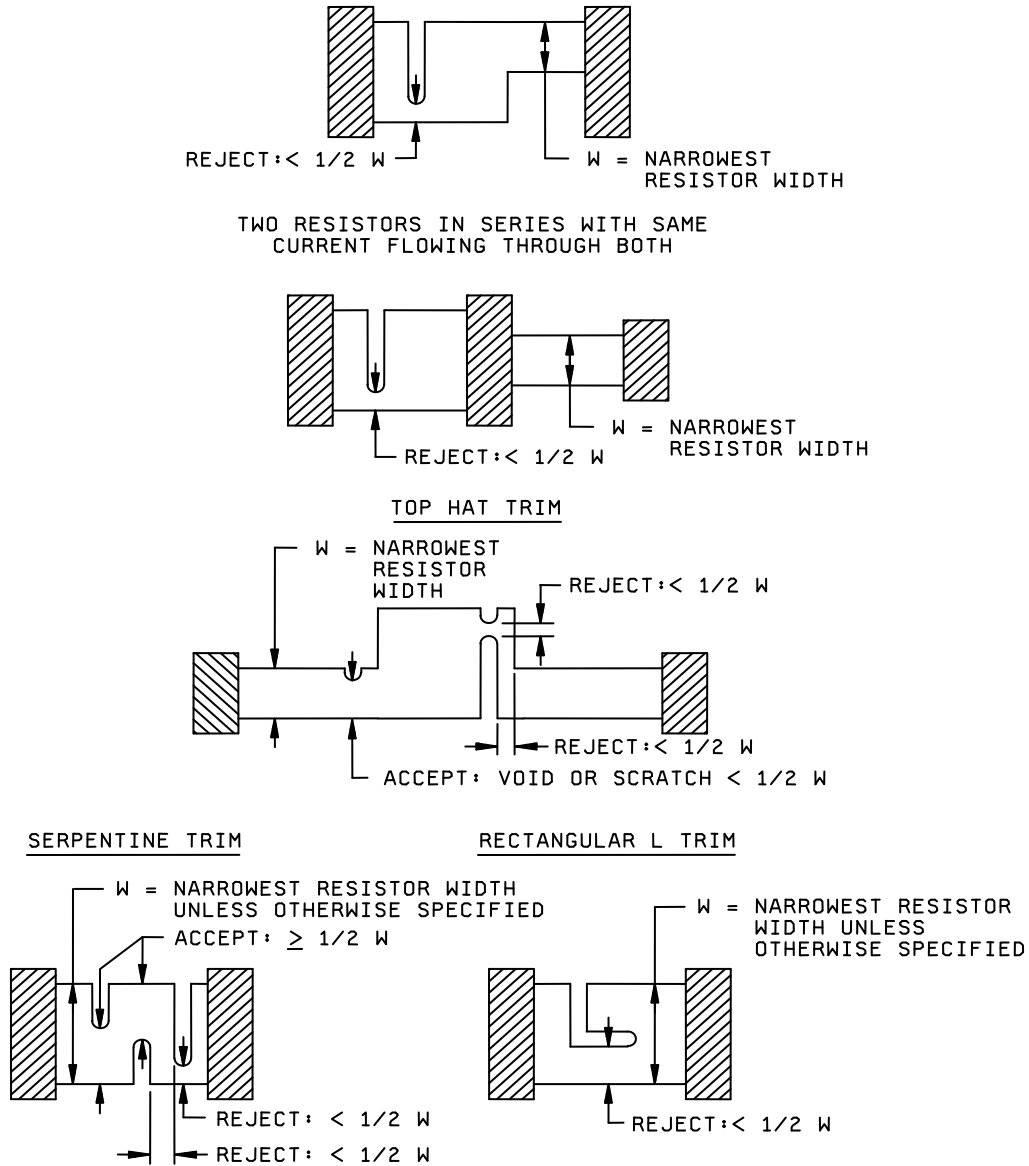 REJECT:< 1/2 W
W = NARROWEST
RESISTOR WIDTH
TWO RESISTORS IN SERIES WITH SAME
CURRENT FLOWING THROUGH BOTH
W = NARROWEST
RESISTOR WIDTH
REJECT:< 1/2 W
TOP HAT TRIM
W = NARROWEST
RESISTOR
WIDTH
REJECT:< 1/2 W
REJECT:< 1/2 W
ACCEPT: VOID OR SCRATCH < 1/2 W
SERPENTINE TRIM
W = NARROWEST RESISTOR WIDTH
UNLESS OTHERWISE SPECIFIED
ACCEPT: ≥ 1/2 W
REJECT: < 1/2 W
REJECT: < 1/2 W
RECTANGULAR L TRIM
W = NARROWEST RESISTOR
WIDTH UNLESS
OTHERWISE SPECIFIED
REJECT:< 1/2 W